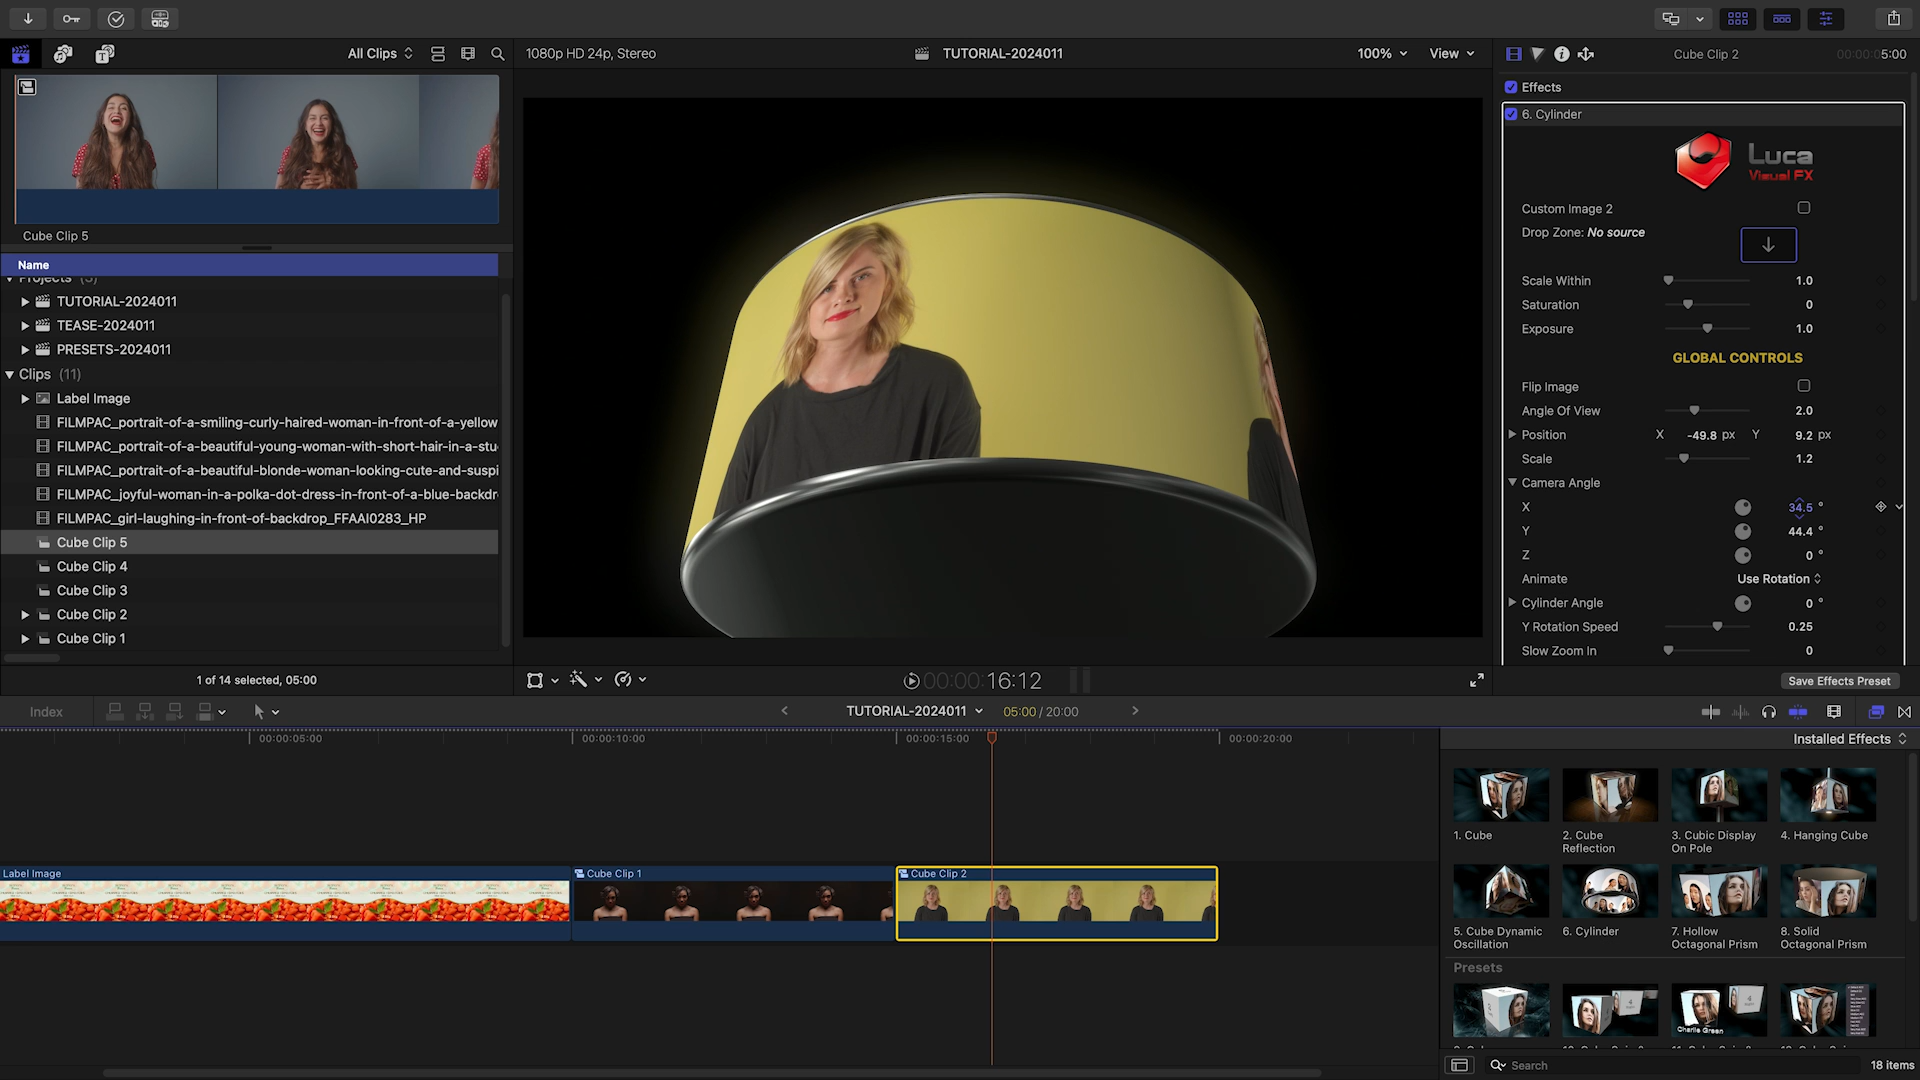 All Clips
1080p HD 24p, Stereo
TUTORIAL-2024011
100%
View
Cube Clip 2
00:00:05:00
Effects
6. Cylinder
Luca
Visual FX
Custom Image 2
Drop Zone: No source
Scale Within 1.0
Saturation 0
Exposure 1.0
GLOBAL CONTROLS
Flip Image
Angle Of View 2.0
Position X -49.8 px Y 9.2 px
Scale 1.2
Camera Angle
X 34.5 °
Y 44.4 °
Z 0 °
Animate Use Rotation
Cylinder Angle 0 °
Y Rotation Speed 0.25
Slow Zoom In 0
Save Effects Preset
Cube Clip 5
Name
Projects (3)
TUTORIAL-2024011
TEASE-2024011
PRESETS-2024011
Clips (11)
Label Image
FILMPAC_portrait-of-a-smiling-curly-haired-woman-in-front-of-a-yellow
FILMPAC_portrait-of-a-beautiful-young-woman-with-short-hair-in-a-stu
FILMPAC_portrait-of-a-beautiful-blonde-woman-looking-cute-and-suspi
FILMPAC_joyful-woman-in-a-polka-dot-dress-in-front-of-a-blue-backdr
FILMPAC_girl-laughing-in-front-of-backdrop_FFAAI0283_HP
Cube Clip 5
Cube Clip 4
Cube Clip 3
Cube Clip 2
Cube Clip 1
1 of 14 selected, 05:00
00:00:16:12
Index
TUTORIAL-2024011
05:00 / 20:00
00:00:05:00
00:00:10:00
00:00:15:00
00:00:20:00
Label Image
Cube Clip 1
Cube Clip 2
Installed Effects
1. Cube
2. Cube Reflection
3. Cubic Display On Pole
4. Hanging Cube
5. Cube Dynamic Oscillation
6. Cylinder
7. Hollow Octagonal Prism
8. Solid Octagonal Prism
Presets
Charlie Green
Search
18 items